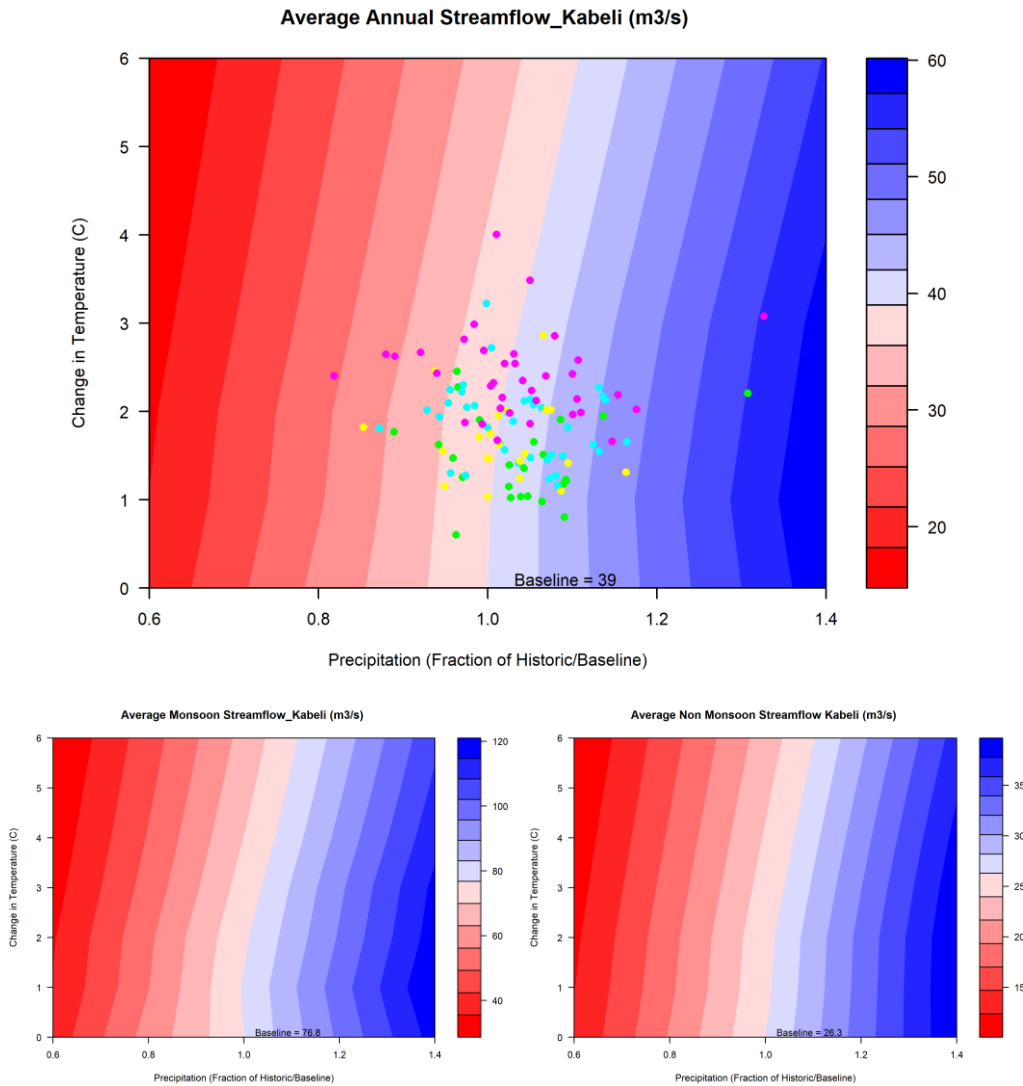 Average Annual Streamflow_Kabeli (m3/s)
6
5
4
3
2
1
0
Change in Temperature (C)
60
50
40
30
20
Baseline = 39
0.6 0.8 1.0 1.2 1.4
Precipitation (Fraction of Historic/Baseline)
Average Monsoon Streamflow_Kabeli (m3/s)
6
5
4
3
2
1
0
Change in Temperature (C)
120
100
80
60
40
Baseline = 76.8
0.6 0.8 1.0 1.2 1.4
Precipitation (Fraction of Historic/Baseline)
Average Non Monsoon Streamflow Kabeli (m3/s)
6
5
4
3
2
1
0
Change in Temperature (C)
35
30
25
20
15
Baseline = 26.3
0.6 0.8 1.0 1.2 1.4
Precipitation (Fraction of Historic/Baseline)